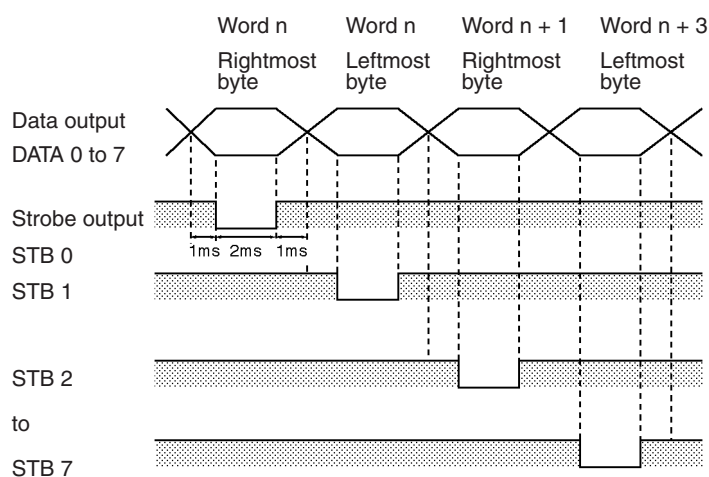 Word n
Word n
Word n + 1
Word n + 3
Rightmost byte
Leftmost byte
Rightmost byte
Leftmost byte
Data output
DATA 0 to 7
Strobe output
1ms 2ms 1ms
STB 0
STB 1
STB 2
to
STB 7